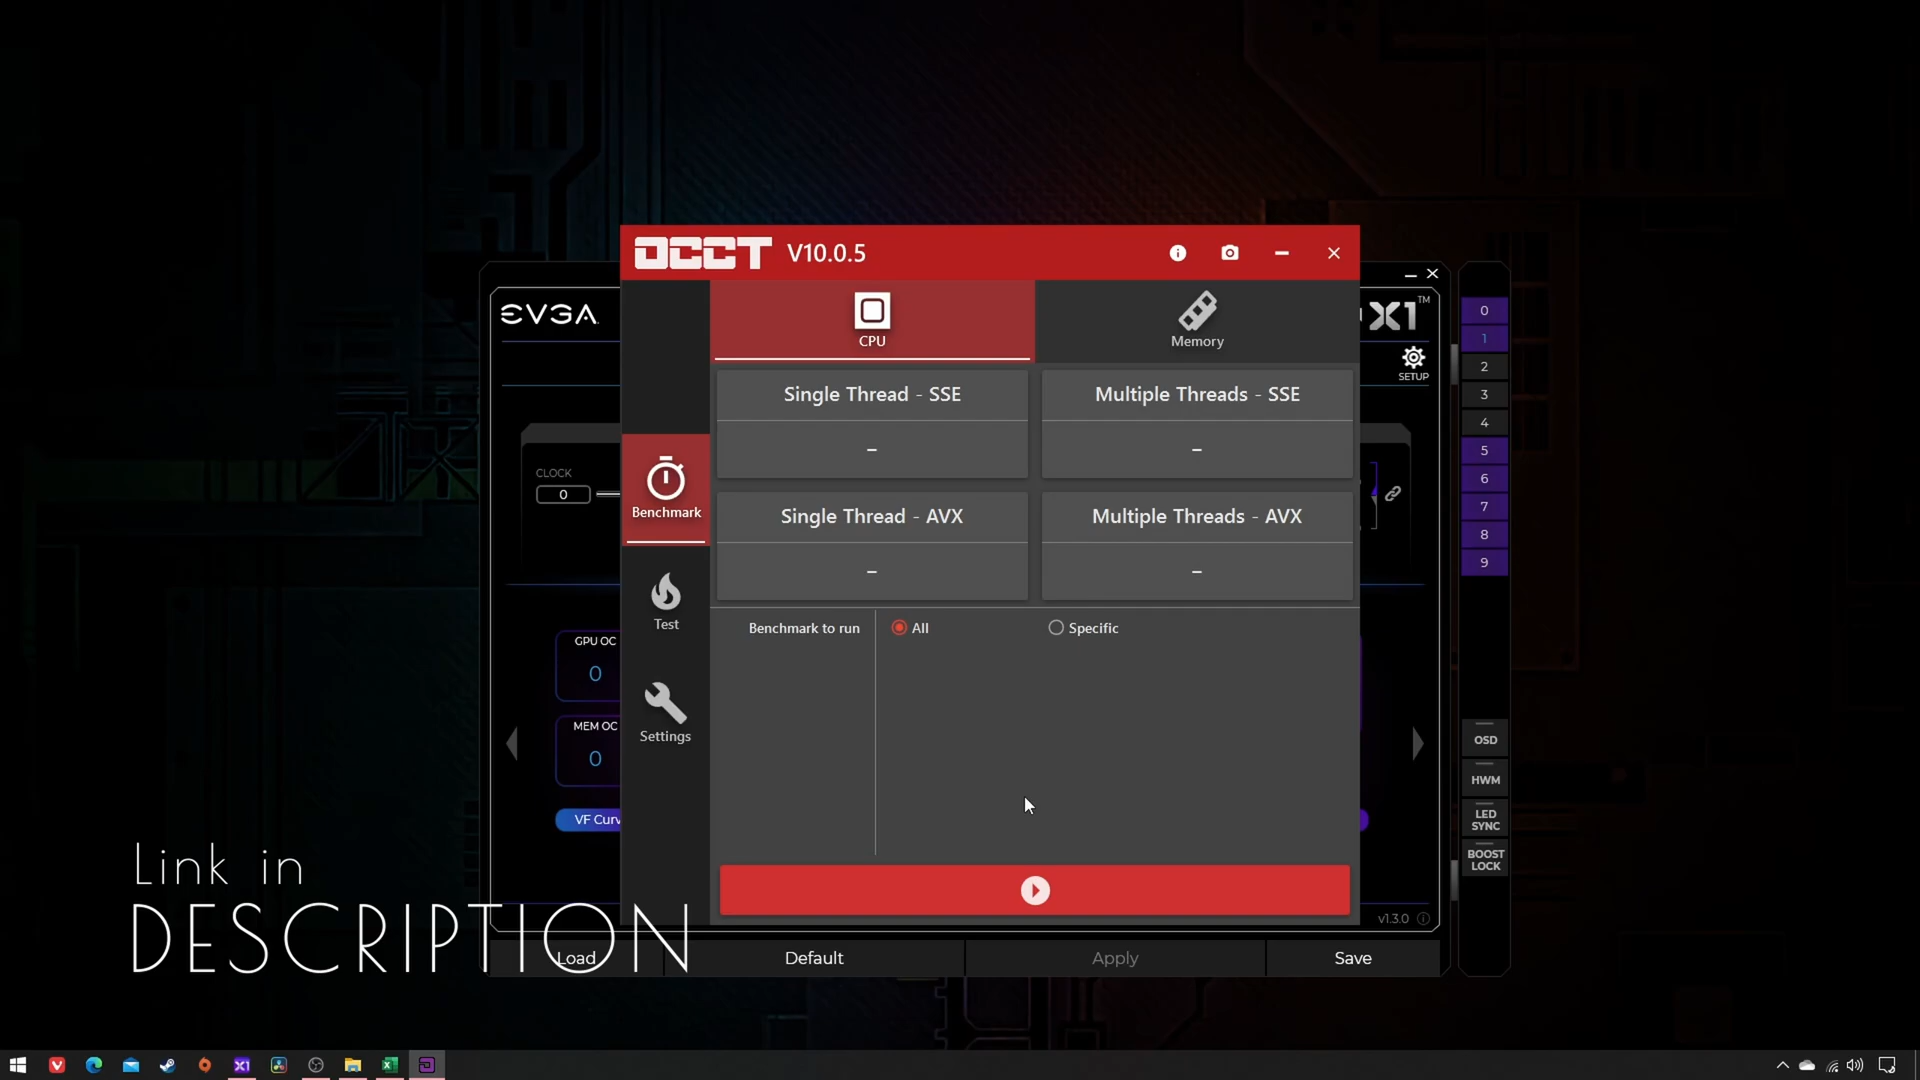 OCCT V10.0.5
CPU
Memory
Single Thread - SSE
Multiple Threads - SSE
–
–
Single Thread - AVX
Multiple Threads - AVX
–
–
Benchmark
Test
Settings
Benchmark to run
All
Specific
EVGA
X1™
SETUP
CLOCK
0
GPU OC
0
MEM OC
0
VF Curv
v1.3.0
Load
Default
Apply
Save
0
1
2
3
4
5
6
7
8
9
OSD
HWM
LED
SYNC
BOOST
LOCK
Link in
DESCRIPTION
X1